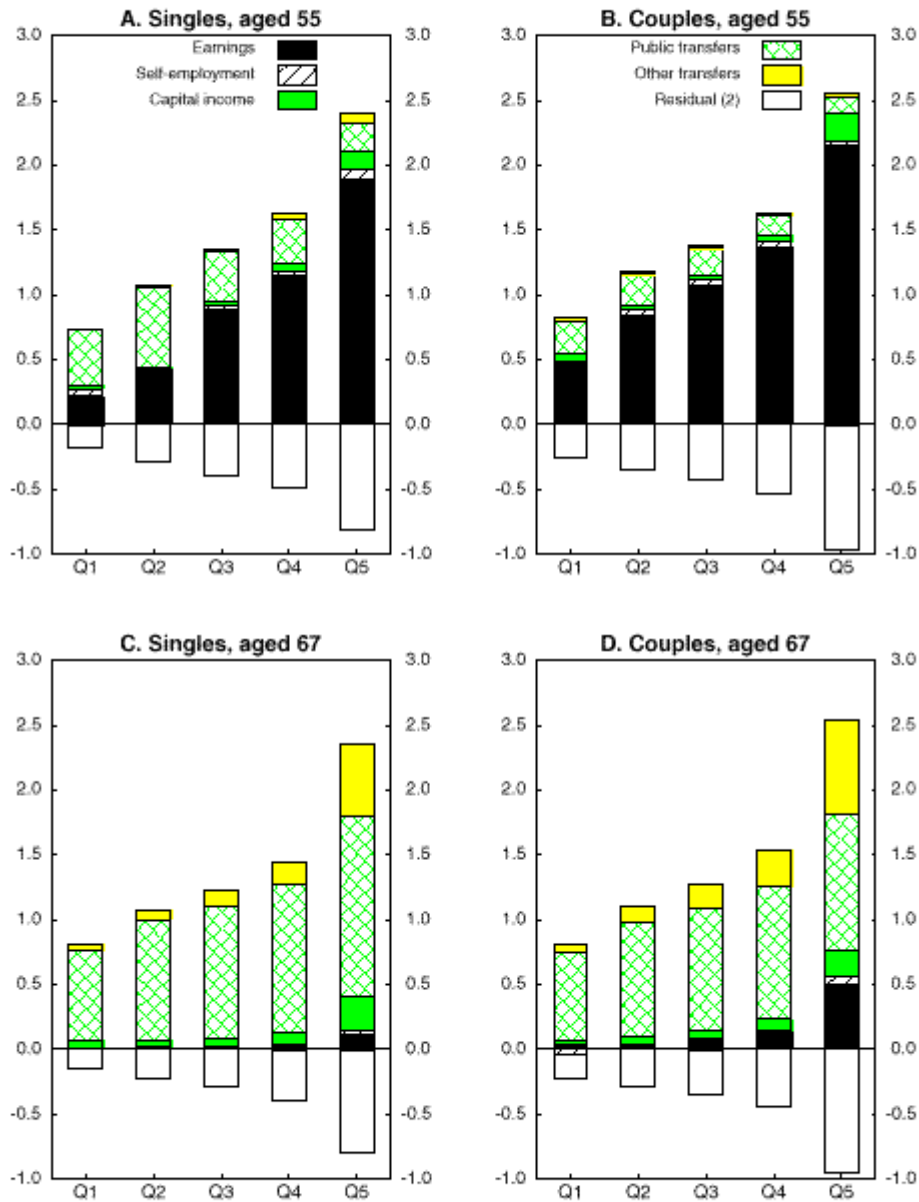 A. Singles, aged 55
3.0 3.0
Earnings
2.5 Self-employment 2.5
Capital income
2.0 2.0
1.5 1.5
1.0 1.0
0.5 0.5
0.0 0.0
-0.5 -0.5
-1.0 -1.0
Q1 Q2 Q3 Q4 Q5
B. Couples, aged 55
3.0 3.0
Public transfers
2.5 Other transfers 2.5
Residual (2)
2.0 2.0
1.5 1.5
1.0 1.0
0.5 0.5
0.0 0.0
-0.5 -0.5
-1.0 -1.0
Q1 Q2 Q3 Q4 Q5
C. Singles, aged 67
3.0 3.0
2.5 2.5
2.0 2.0
1.5 1.5
1.0 1.0
0.5 0.5
0.0 0.0
-0.5 -0.5
-1.0 -1.0
Q1 Q2 Q3 Q4 Q5
D. Couples, aged 67
3.0 3.0
2.5 2.5
2.0 2.0
1.5 1.5
1.0 1.0
0.5 0.5
0.0 0.0
-0.5 -0.5
-1.0 -1.0
Q1 Q2 Q3 Q4 Q5